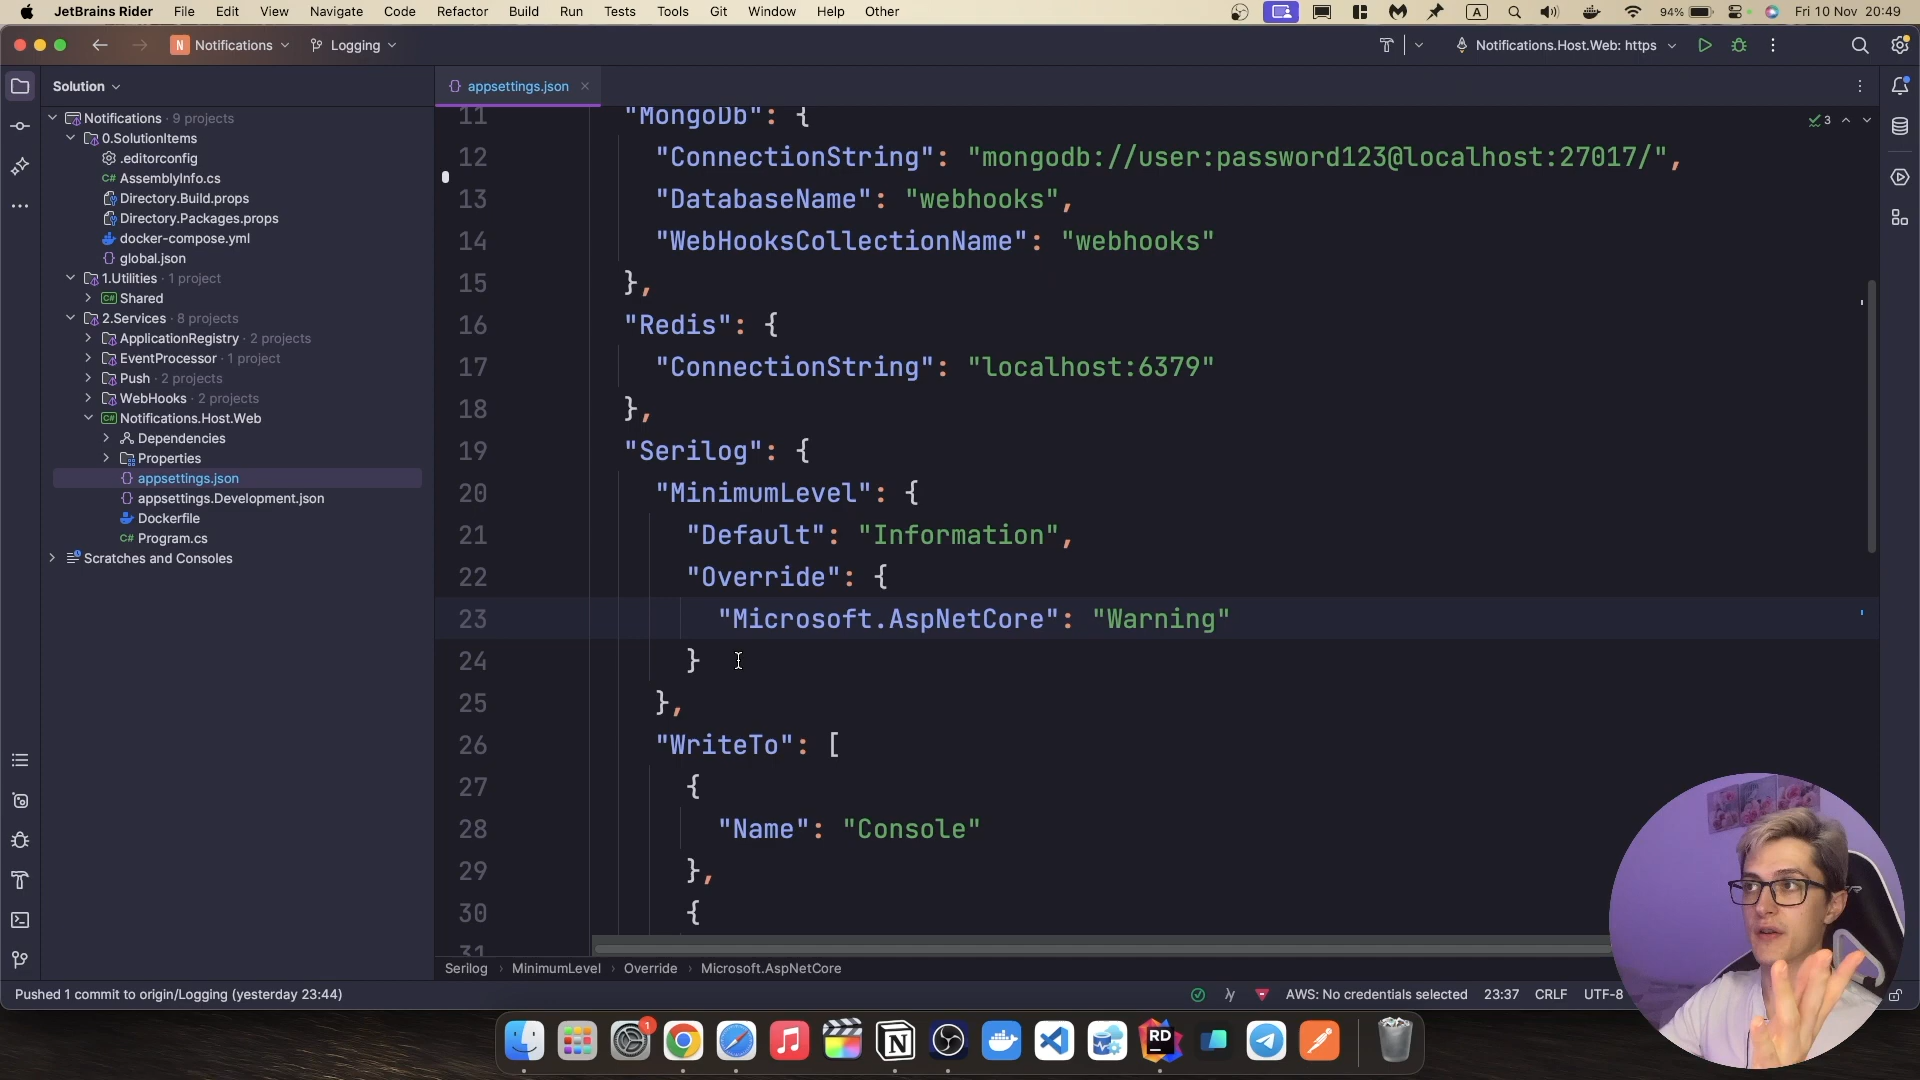 JetBrains Rider File Edit View Navigate Code Refactor Build Run Tests Tools Git Window Help Other
A 94% Fri 10 Nov 20:49
N Notifications Logging Notifications.Host.Web: https
Solution
appsettings.json
Notifications · 9 projects
0.SolutionItems
.editorconfig
C# AssemblyInfo.cs
Directory.Build.props
Directory.Packages.props
docker-compose.yml
{} global.json
1.Utilities · 1 project
C# Shared
2.Services · 8 projects
ApplicationRegistry · 2 projects
EventProcessor · 1 project
Push · 2 projects
WebHooks · 2 projects
C# Notifications.Host.Web
Dependencies
Properties
{} appsettings.json
{} appsettings.Development.json
Dockerfile
C# Program.cs
Scratches and Consoles
3
11 "MongoDb": {
12 "ConnectionString": "mongodb://user:password123@localhost:27017/",
13 "DatabaseName": "webhooks",
14 "WebHooksCollectionName": "webhooks"
15 },
16 "Redis": {
17 "ConnectionString": "localhost:6379"
18 },
19 "Serilog": {
20 "MinimumLevel": {
21 "Default": "Information",
22 "Override": {
23 "Microsoft.AspNetCore": "Warning"
24 }
25 },
26 "WriteTo": [
27 {
28 "Name": "Console"
29 },
30 {
31
Serilog › MinimumLevel › Override › Microsoft.AspNetCore
Pushed 1 commit to origin/Logging (yesterday 23:44)
AWS: No credentials selected 23:37 CRLF UTF-8
1
N
RD